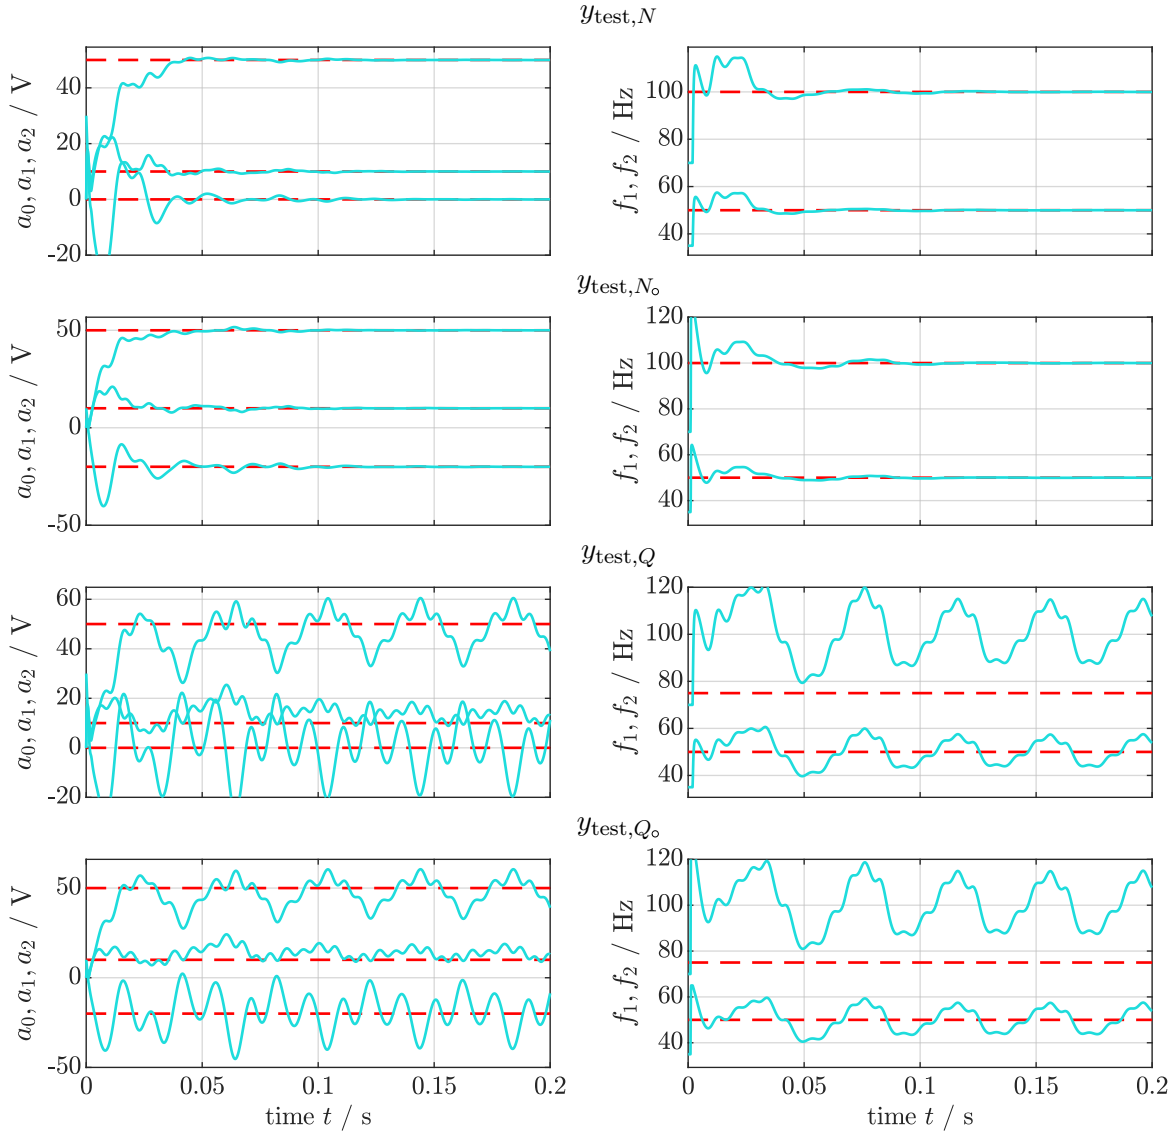 y_test,N
a_0, a_1, a_2 / V
40
20
0
-20
f_1, f_2 / Hz
100
80
60
40
y_test,N∘
a_0, a_1, a_2 / V
50
0
-50
f_1, f_2 / Hz
120
100
80
60
40
y_test,Q
a_0, a_1, a_2 / V
60
40
20
0
-20
f_1, f_2 / Hz
120
100
80
60
40
y_test,Q∘
a_0, a_1, a_2 / V
50
0
-50
0 0.05 0.1 0.15 0.2
time t / s
f_1, f_2 / Hz
120
100
80
60
40
0 0.05 0.1 0.15 0.2
time t / s